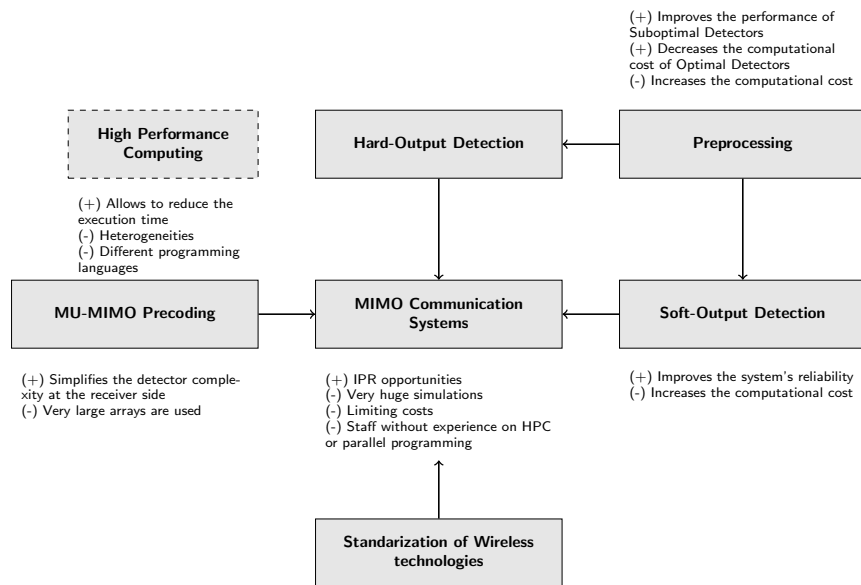 (+) Improves the performance of
Suboptimal Detectors
(+) Decreases the computational
cost of Optimal Detectors
(-) Increases the computational cost
High Performance
Computing
Hard-Output Detection
Preprocessing
(+) Allows to reduce the
execution time
(-) Heterogeneities
(-) Different programming
languages
MU-MIMO Precoding
MIMO Communication
Systems
Soft-Output Detection
(+) Simplifies the detector comple-
xity at the receiver side
(-) Very large arrays are used
(+) IPR opportunities
(-) Very huge simulations
(-) Limiting costs
(-) Staff without experience on HPC
or parallel programming
(+) Improves the system's reliability
(-) Increases the computational cost
Standarization of Wireless
technologies